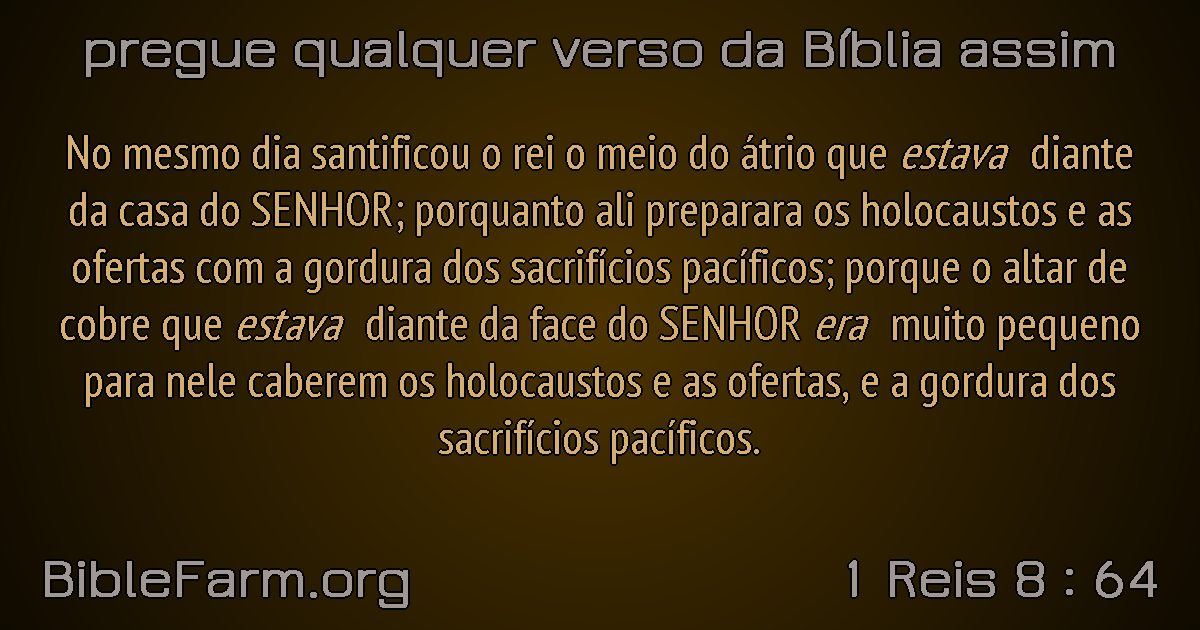 pregue qualquer verso da Bíblia assim
No mesmo dia santificou o rei o meio do átrio que estava diante
da casa do SENHOR; porquanto ali preparara os holocaustos e as
ofertas com a gordura dos sacrifícios pacíficos; porque o altar de
cobre que estava diante da face do SENHOR era muito pequeno
para nele caberem os holocaustos e as ofertas, e a gordura dos
sacrifícios pacíficos.
BibleFarm.org
1 Reis 8 : 64